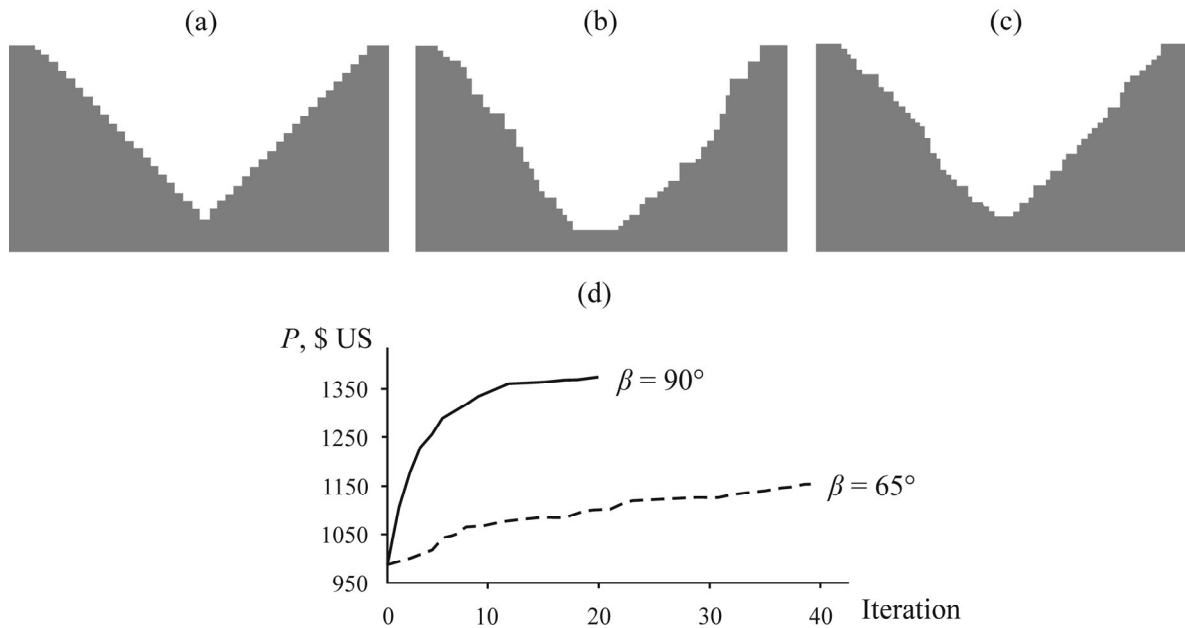 (a)
(b)
(c)
(d)
P, $ US
1350
1250
1150
1050
950
β = 90°
β = 65°
0
10
20
30
40
Iteration